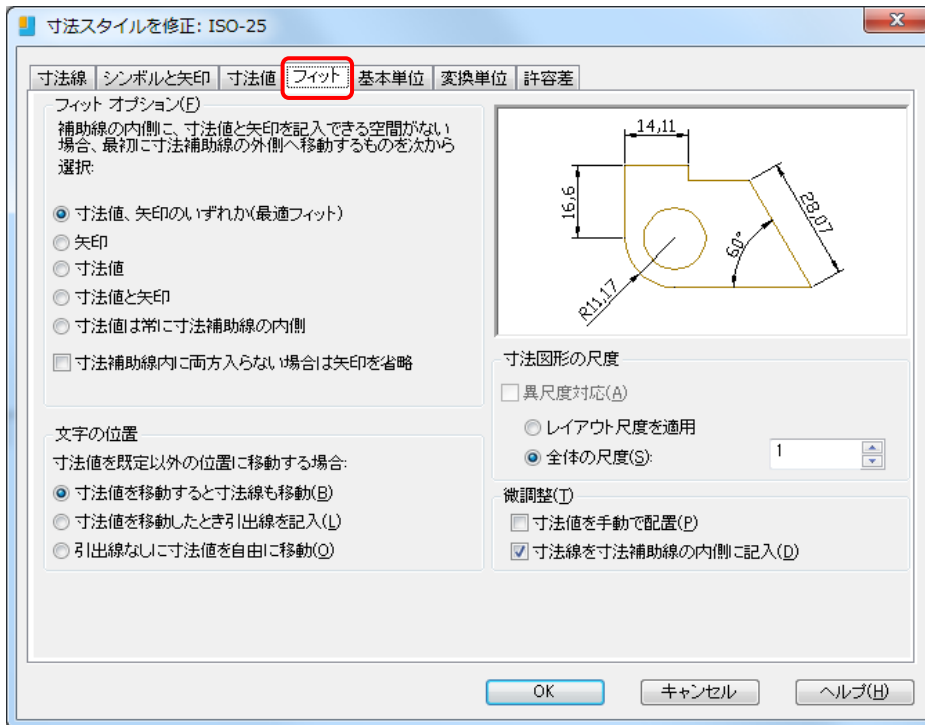 寸法スタイルを修正: ISO-25
寸法線 シンボルと矢印 寸法値 フィット 基本単位 変換単位 許容差
フィット オプション(F)
補助線の内側に、寸法値と矢印を記入できる空間がない
場合、最初に寸法補助線の外側へ移動するものを次から
選択:
寸法値、矢印のいずれか(最適フィット)
矢印
寸法値
寸法値と矢印
寸法値は常に寸法補助線の内側
寸法補助線内に両方入らない場合は矢印を省略
文字の位置
寸法値を既定以外の位置に移動する場合:
寸法値を移動すると寸法線も移動(B)
寸法値を移動したとき引出線を記入(L)
引出線なしに寸法値を自由に移動(O)
14,11
16,6
28,07
60°
R11,17
寸法図形の尺度
異尺度対応(A)
レイアウト尺度を適用
全体の尺度(S): 1
微調整(T)
寸法値を手動で配置(P)
寸法線を寸法補助線の内側に記入(D)
OK キャンセル ヘルプ(H)